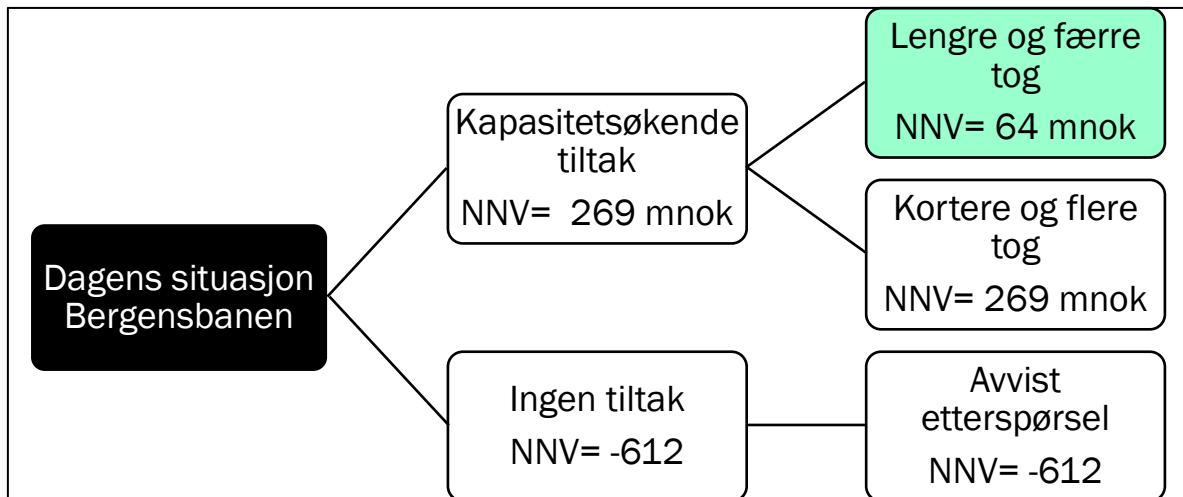 Dagens situasjon
Bergensbanen
Kapasitetsøkende
tiltak
NNV=  269 mnok
Lengre og færre
tog
NNV= 64 mnok
Kortere og flere
tog
NNV= 269 mnok
Ingen tiltak
NNV= -612
Avvist
etterspørsel
NNV= -612